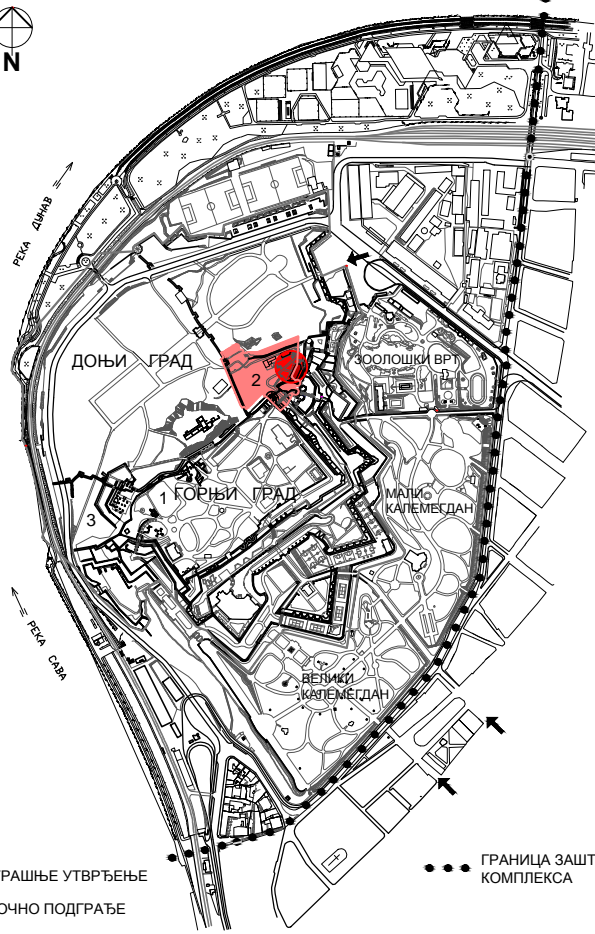 N
РЕКА ДУНАВ
ДОЊИ ГРАД
2
ЗООЛОШКИ ВРТ
1
ГОРЊИ ГРАД
МАЛИ
КАЛЕМЕГДАН
3
РЕКА САВА
ВЕЛИКИ
КАЛЕМЕГДАН
ГРАНИЦА ЗАШТ
КОМПЛЕКСА
РАШЊЕ УТВРЂЕЊЕ
ОЧНО ПОДГРАЂЕ